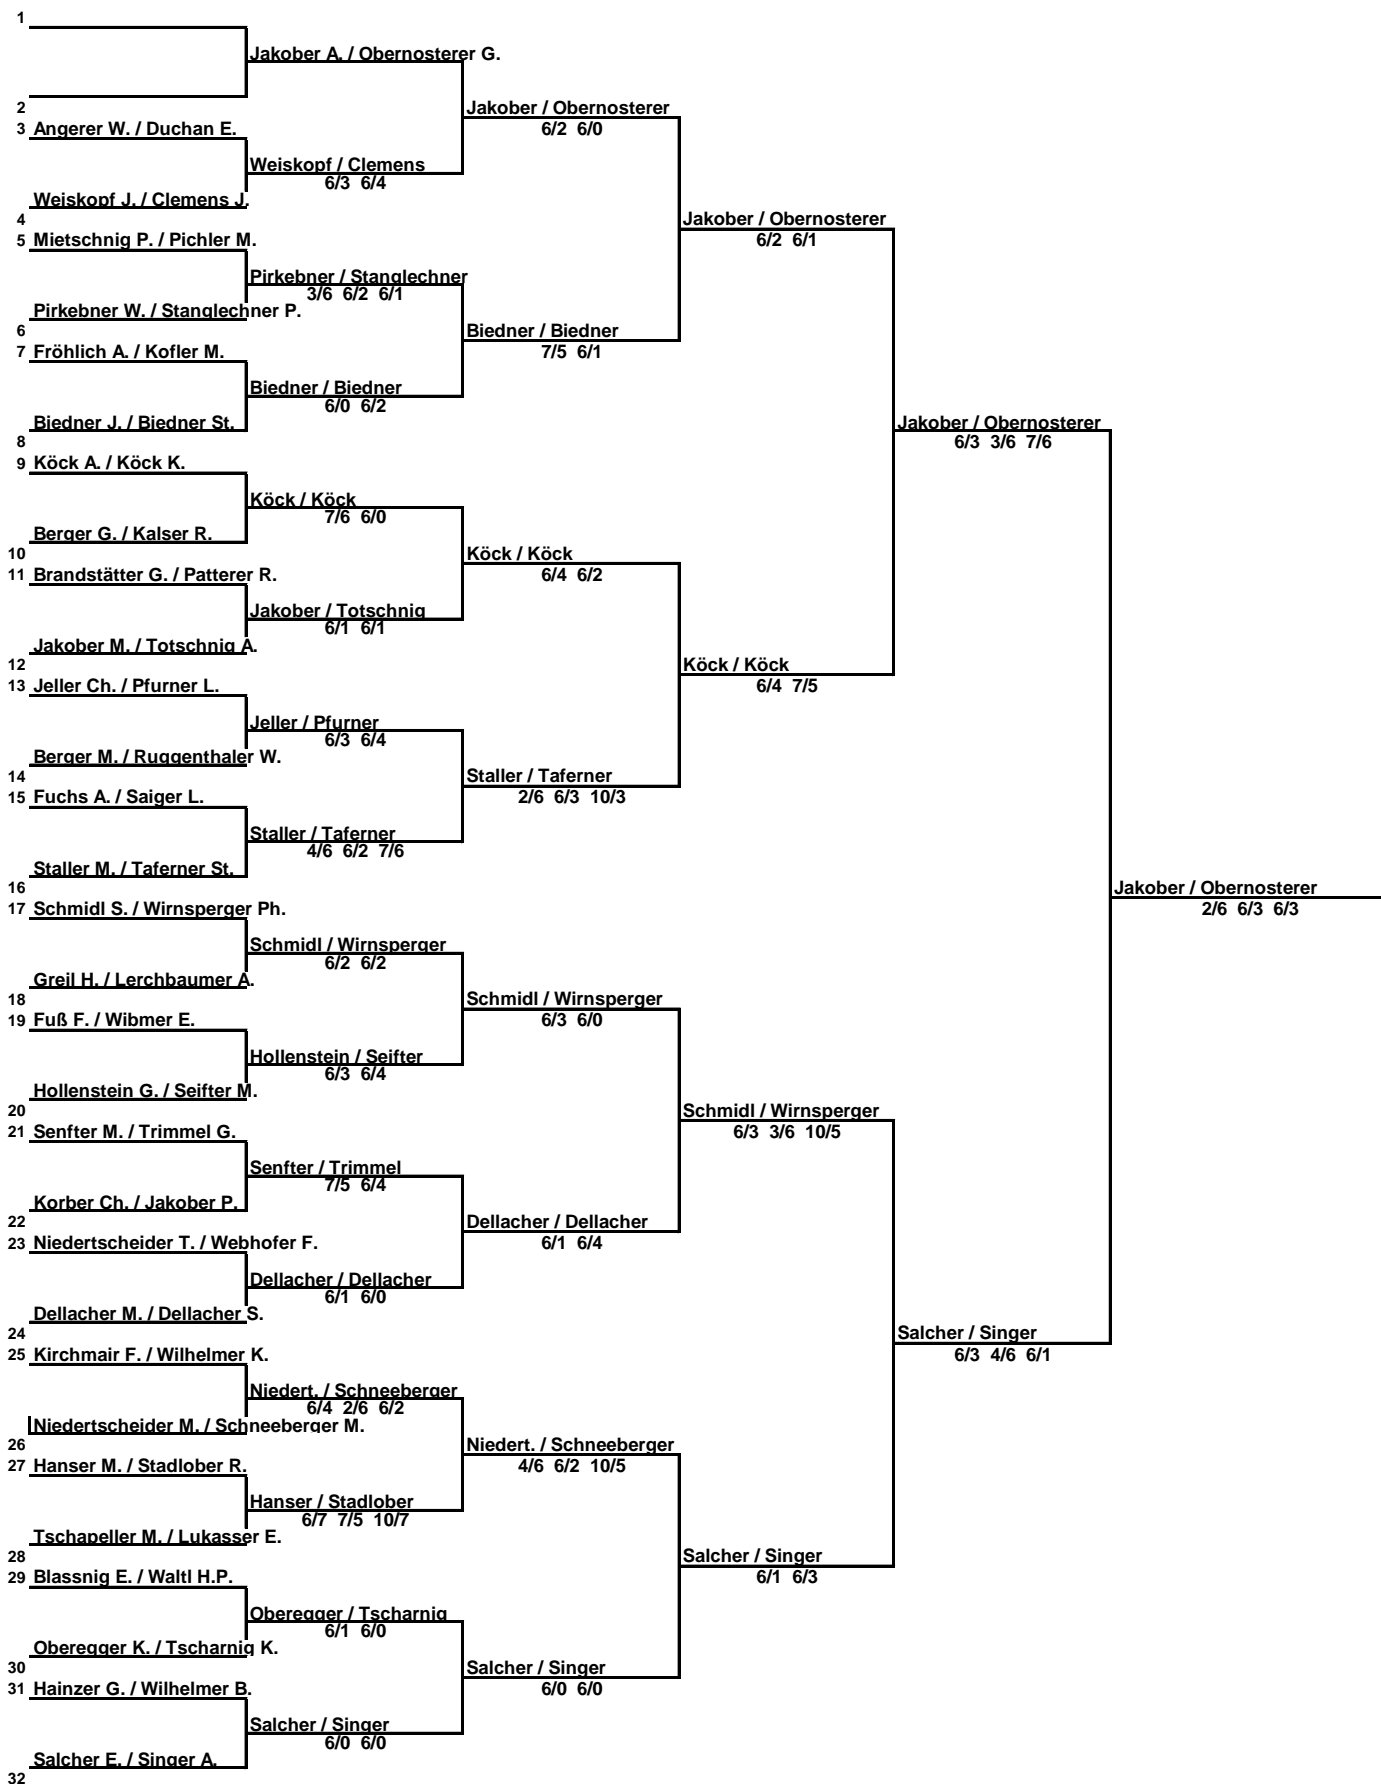 1
Jakober A. / Obernosterer G.
2
Jakober / Obernosterer
6/2 6/0
3 Angerer W. / Duchan E.
Weiskopf / Clemens
6/3 6/4
Weiskopf J. / Clemens J.
4
Jakober / Obernosterer
6/2 6/1
5 Mietschnig P. / Pichler M.
Pirkebner / Stanglechner
3/6 6/2 6/1
Pirkebner W. / Stanglechner P.
6
Biedner / Biedner
7/5 6/1
7 Fröhlich A. / Kofler M.
Biedner / Biedner
6/0 6/2
Biedner J. / Biedner St.
8
Jakober / Obernosterer
6/3 3/6 7/6
9 Köck A. / Köck K.
Köck / Köck
7/6 6/0
Berger G. / Kalser R.
10
Köck / Köck
6/4 6/2
11 Brandstätter G. / Patterer R.
Jakober / Totschnig
6/1 6/1
Jakober M. / Totschnig A.
12
Köck / Köck
6/4 7/5
13 Jeller Ch. / Pfurner L.
Jeller / Pfurner
6/3 6/4
Berger M. / Ruggenthaler W.
14
Staller / Taferner
2/6 6/3 10/3
15 Fuchs A. / Saiger L.
Staller / Taferner
4/6 6/2 7/6
Staller M. / Taferner St.
16
Jakober / Obernosterer
2/6 6/3 6/3
17 Schmidl S. / Wirnsperger Ph.
Schmidl / Wirnsperger
6/2 6/2
Greil H. / Lerchbaumer A.
18
Schmidl / Wirnsperger
6/3 6/0
19 Fuß F. / Wibmer E.
Hollenstein / Seifter
6/3 6/4
Hollenstein G. / Seifter M.
20
Schmidl / Wirnsperger
6/3 3/6 10/5
21 Senfter M. / Trimmel G.
Senfter / Trimmel
7/5 6/4
Korber Ch. / Jakober P.
22
Dellacher / Dellacher
6/1 6/4
23 Niedertscheider T. / Webhofer F.
Dellacher / Dellacher
6/1 6/0
Dellacher M. / Dellacher S.
24
Salcher / Singer
6/3 4/6 6/1
25 Kirchmair F. / Wilhelmer K.
Niedert. / Schneeberger
6/4 2/6 6/2
Niedertscheider M. / Schneeberger M.
26
Niedert. / Schneeberger
4/6 6/2 10/5
27 Hanser M. / Stadlober R.
Hanser / Stadlober
6/7 7/5 10/7
Tschapeller M. / Lukasser E.
28
Salcher / Singer
6/1 6/3
29 Blassnig E. / Waltl H.P.
Oberegger / Tscharnig
6/1 6/0
Oberegger K. / Tscharnig K.
30
Salcher / Singer
6/0 6/0
31 Hainzer G. / Wilhelmer B.
Salcher / Singer
6/0 6/0
Salcher E. / Singer A.
32